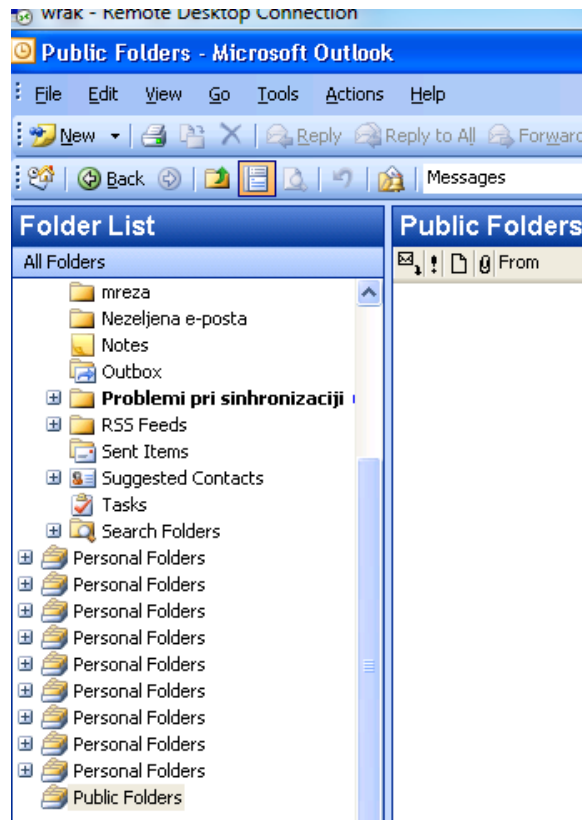 wrak - Remote Desktop Connection
Public Folders - Microsoft Outlook
File Edit View Go Tools Actions Help
New Reply Reply to All Forward
Back Messages
Folder List Public Folders
All Folders From
mreza
Nezeljena e-posta
Notes
Outbox
Problemi pri sinhronizaciji
RSS Feeds
Sent Items
Suggested Contacts
Tasks
Search Folders
Personal Folders
Personal Folders
Personal Folders
Personal Folders
Personal Folders
Personal Folders
Personal Folders
Personal Folders
Personal Folders
Public Folders